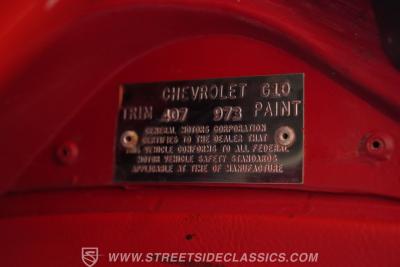 CHEVROLET G10
TRIM 407 973 PAINT
GENERAL MOTORS CORPORATION
CERTIFIES TO THE DEALER THAT
THIS VEHICLE CONFORMS TO ALL FEDERAL
MOTOR VEHICLE SAFETY STANDARDS
APPLICABLE AT TIME OF MANUFACTURE
WWW.STREETSIDECLASSICS.COM